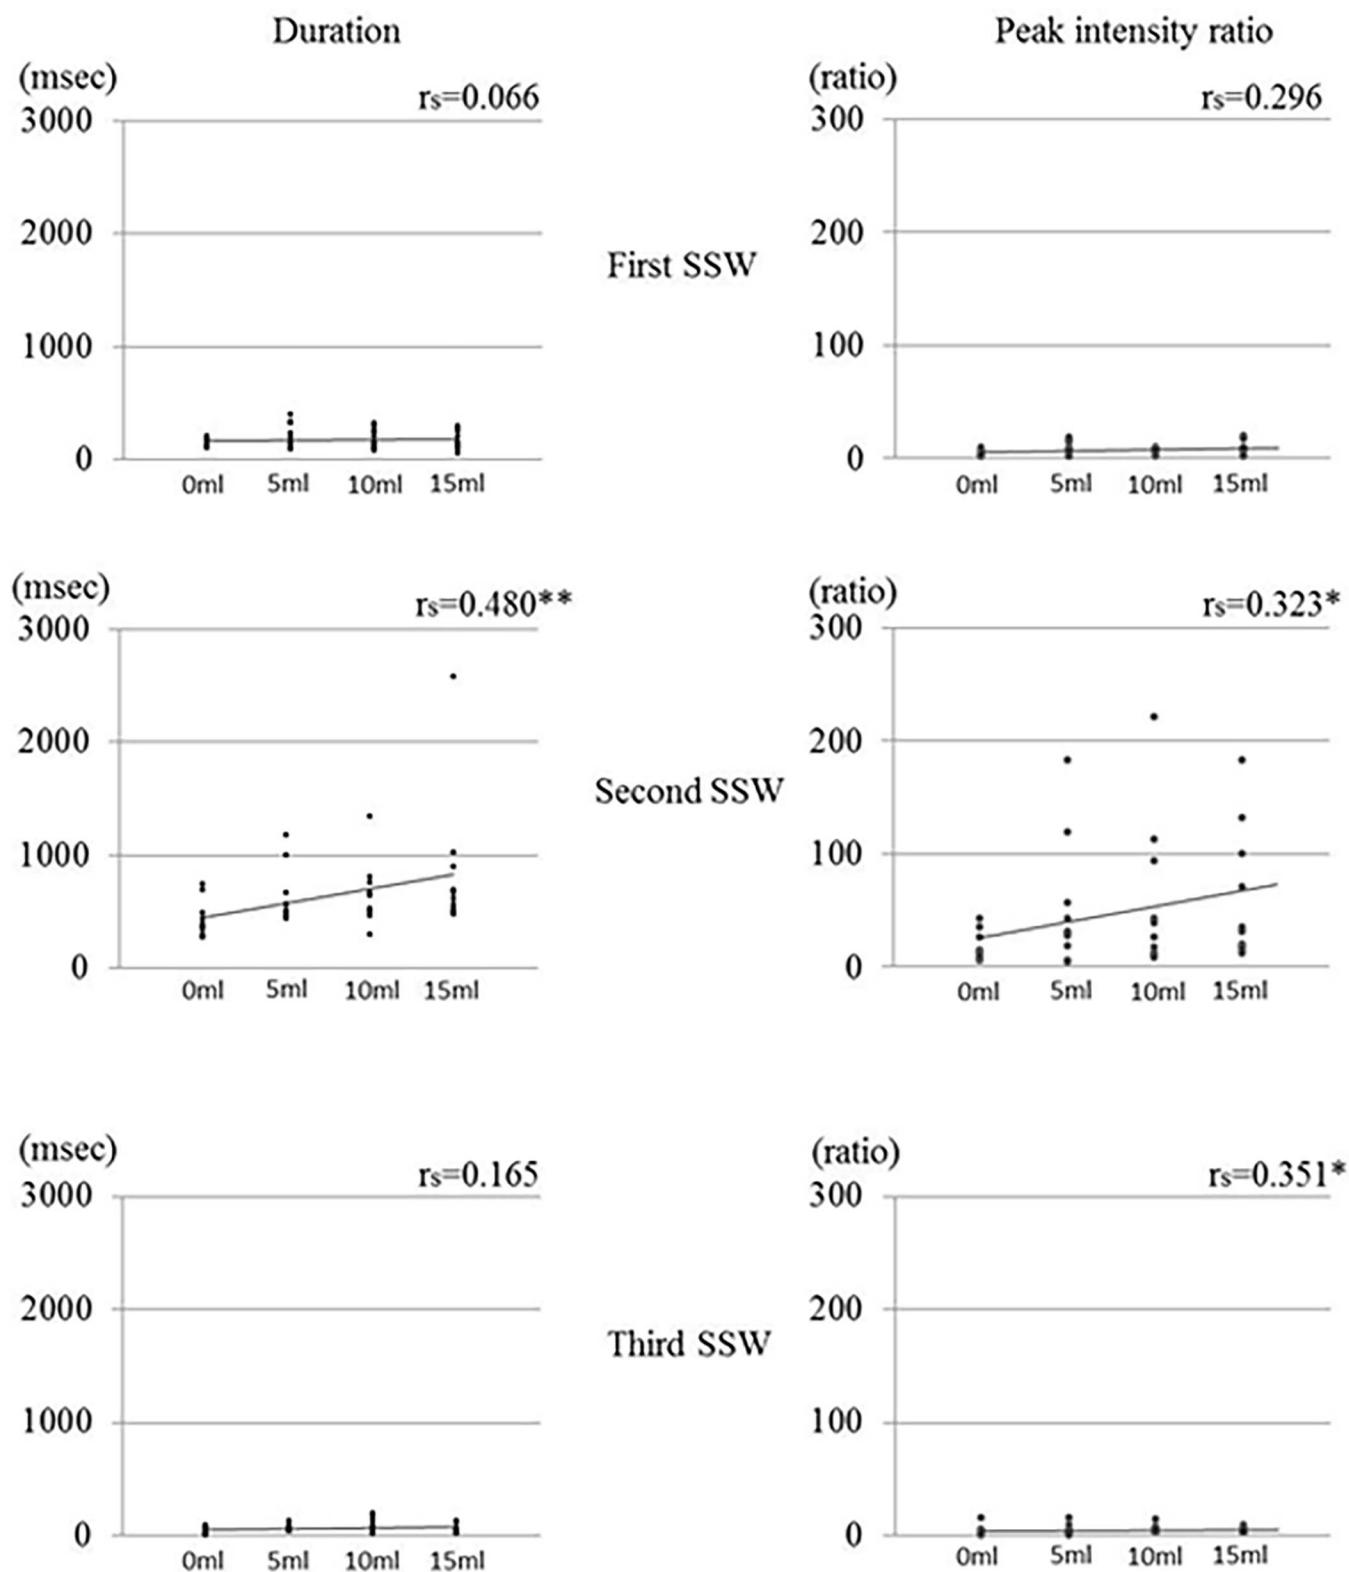 Duration
Peak intensity ratio
(msec)
rs=0.066
3000
2000
1000
0
0ml 5ml 10ml 15ml
First SSW
(ratio)
rs=0.296
300
200
100
0
0ml 5ml 10ml 15ml
(msec)
rs=0.480**
3000
2000
1000
0
0ml 5ml 10ml 15ml
Second SSW
(ratio)
rs=0.323*
300
200
100
0
0ml 5ml 10ml 15ml
(msec)
rs=0.165
3000
2000
1000
0
0ml 5ml 10ml 15ml
Third SSW
(ratio)
rs=0.351*
300
200
100
0
0ml 5ml 10ml 15ml